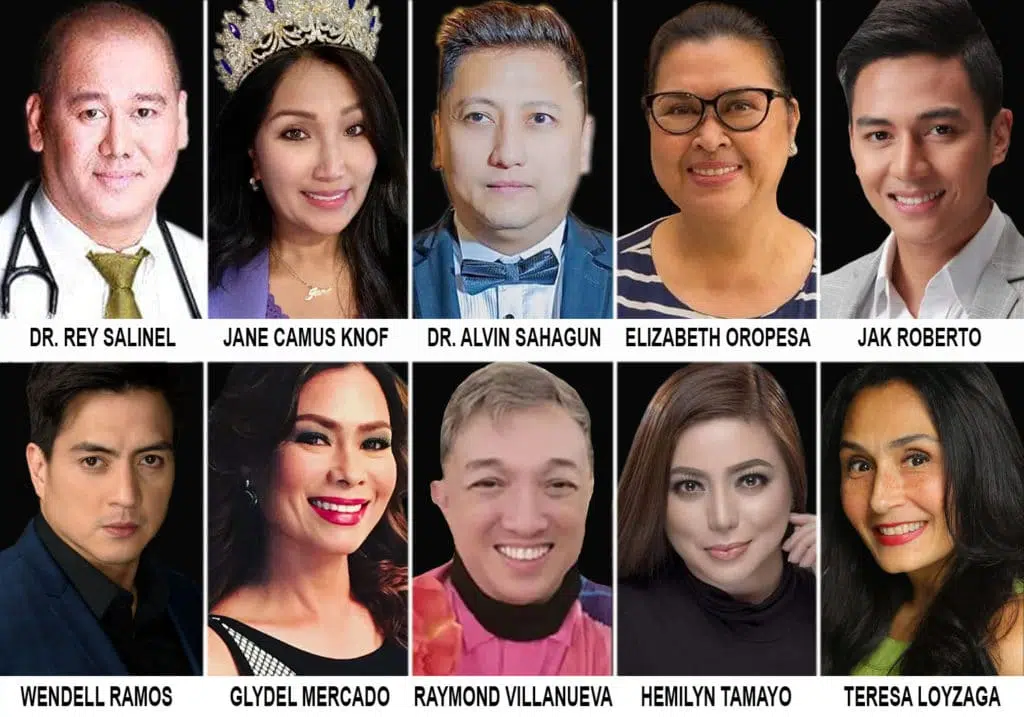 DR. REY SALINEL
JANE CAMUS KNOF
DR. ALVIN SAHAGUN
ELIZABETH OROPESA
JAK ROBERTO
WENDELL RAMOS
GLYDEL MERCADO
RAYMOND VILLANUEVA
HEMILYN TAMAYO
TERESA LOYZAGA